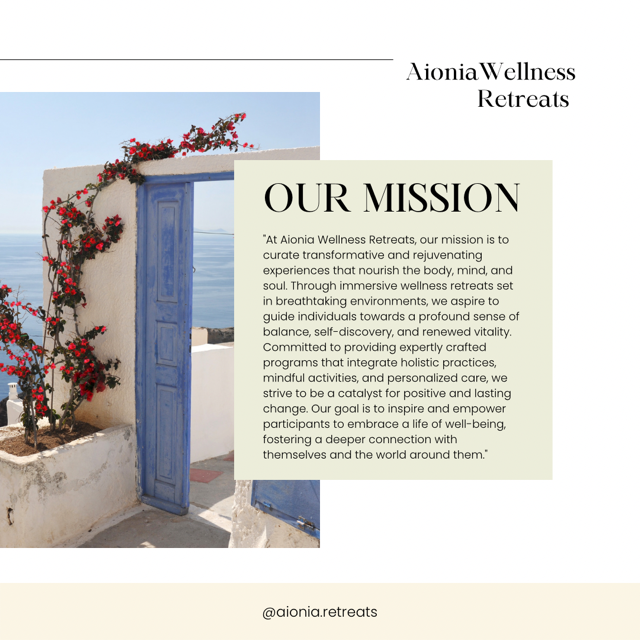 AioniaWellness
Retreats
OUR MISSION
"At Aionia Wellness Retreats, our mission is to
curate transformative and rejuvenating
experiences that nourish the body, mind, and
soul. Through immersive wellness retreats set
in breathtaking environments, we aspire to
guide individuals towards a profound sense of
balance, self-discovery, and renewed vitality.
Committed to providing expertly crafted
programs that integrate holistic practices,
mindful activities, and personalized care, we
strive to be a catalyst for positive and lasting
change. Our goal is to inspire and empower
participants to embrace a life of well-being,
fostering a deeper connection with
themselves and the world around them."
@aionia.retreats